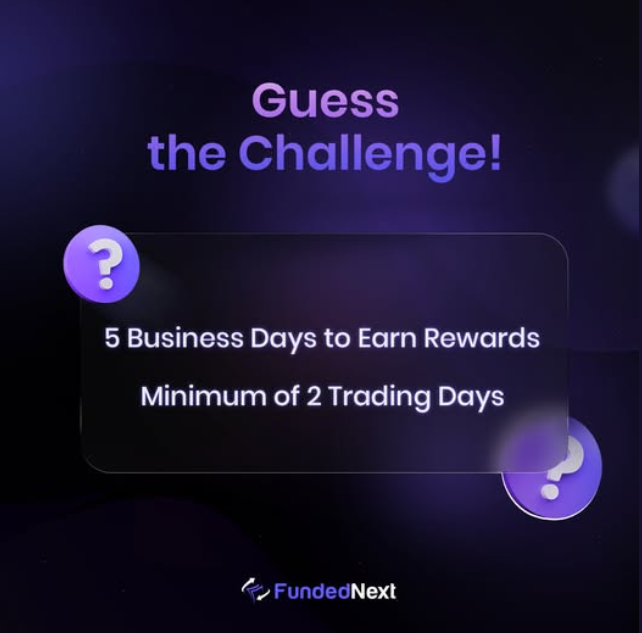 Guess
the Challenge!
?
5 Business Days to Earn Rewards
Minimum of 2 Trading Days
?
FundedNext